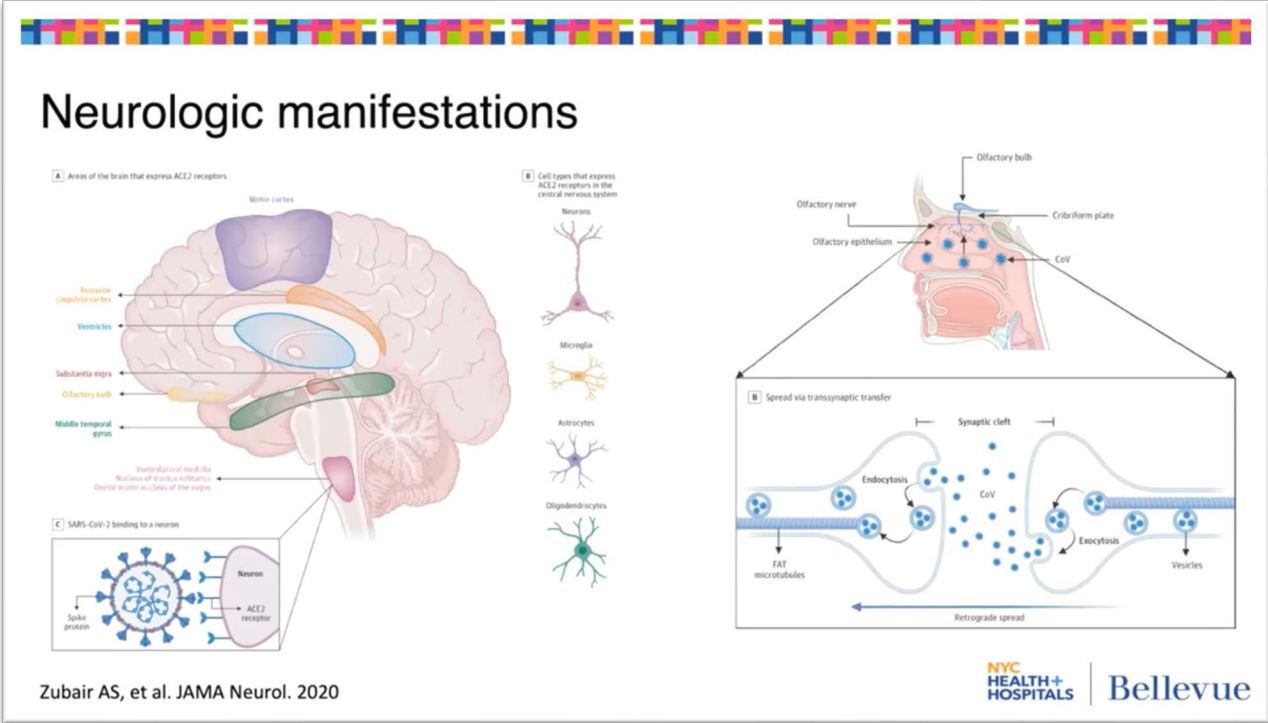 Neurologic manifestations
A Areas of the brain that express ACE2 receptors
Motor cortex
Posterior
cingulate cortex
Ventricles
Substantia nigra
Olfactory bulb
Middle temporal
gyrus
Ventrolateral medulla
Nucleus of tractus solitarius
Dorsal motor nucleus of the vagus
B Cell types that express
ACE2 receptors in the
central nervous system
Neurons
Microglia
Astrocytes
Oligodendrocytes
C SARS-CoV-2 binding to a neuron
Spike
protein
Neuron
ACE2
receptor
Olfactory bulb
Olfactory nerve
Cribriform plate
Olfactory epithelium
CoV
B Spread via transsynaptic transfer
Synaptic cleft
Endocytosis
CoV
Exocytosis
FAT
microtubules
Vesicles
Retrograde spread
Zubair AS, et al. JAMA Neurol. 2020
NYC
HEALTH+
HOSPITALS
Bellevue